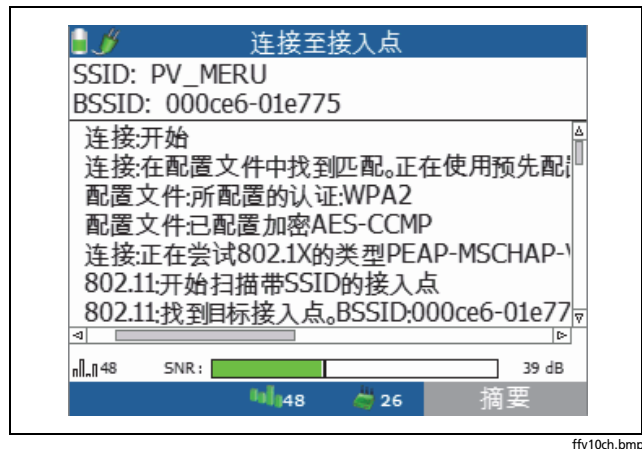 连接至接入点
SSID: PV_MERU
BSSID: 000ce6-01e775
连接:开始
连接:在配置文件中找到匹配。正在使用预先配
配置文件:所配置的认证:WPA2
配置文件:已配置加密AES-CCMP
连接:正在尝试802.1X的类型PEAP-MSCHAP-
802.11:开始扫描带SSID的接入点
802.11:找到目标接入点。BSSID:000ce6-01e77
48 SNR: 39 dB
48 26 摘要
ffv10ch.bmp